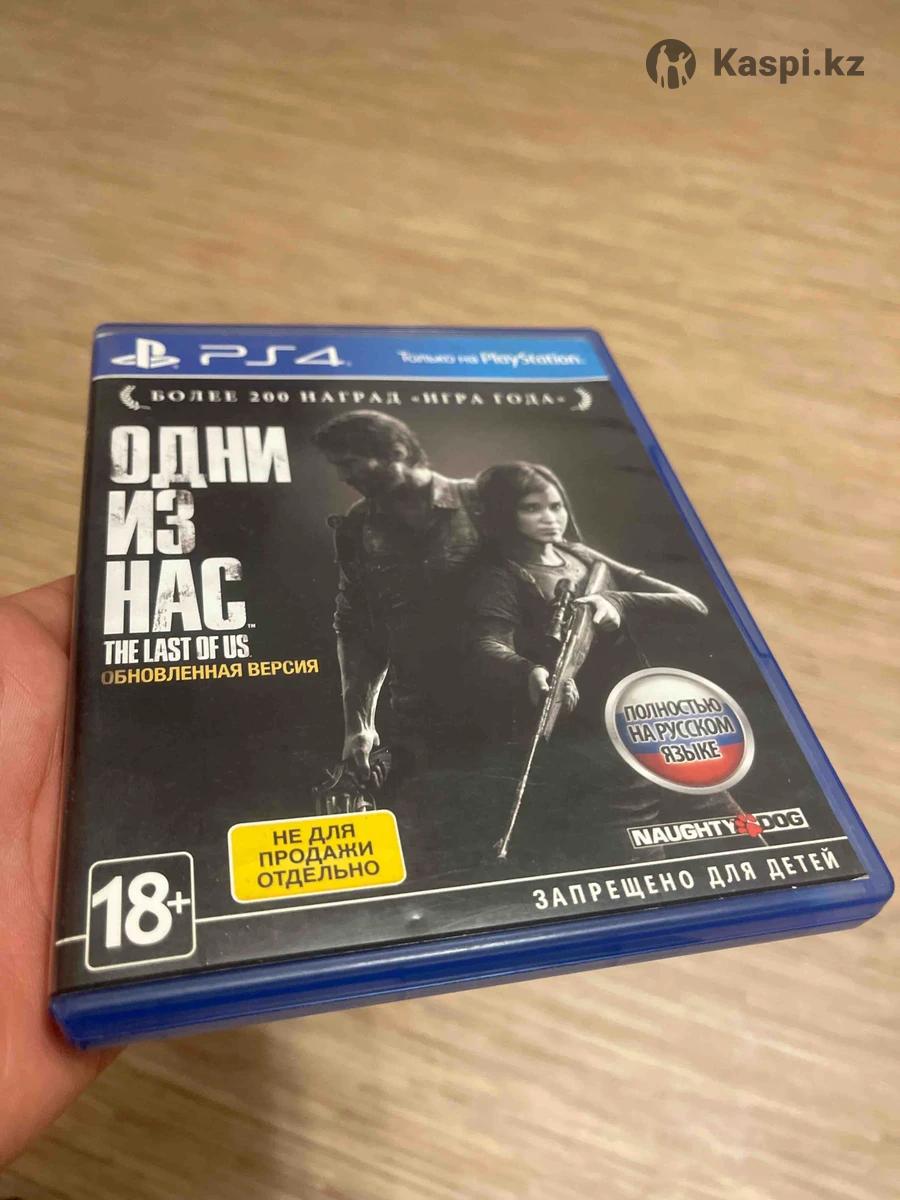 Kaspi.kz
PS4
Только на PlayStation
БОЛЕЕ 200 НАГРАД «ИГРА ГОДА»
ОДНИ
ИЗ
НАС™
THE LAST OF US
ОБНОВЛЕННАЯ ВЕРСИЯ
ПОЛНОСТЬЮ
НА РУССКОМ
ЯЗЫКЕ
НЕ ДЛЯ
ПРОДАЖИ
ОТДЕЛЬНО
NAUGHTY DOG
18+
ЗАПРЕЩЕНО ДЛЯ ДЕТЕЙ